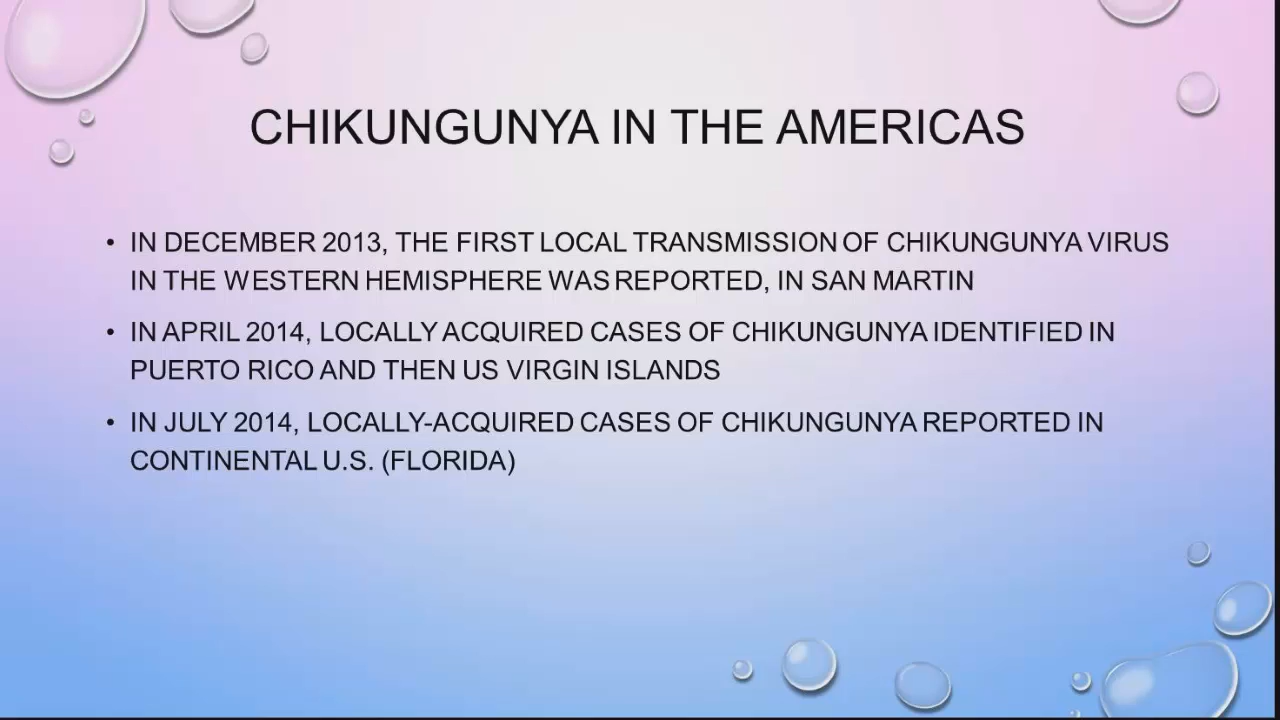 CHIKUNGUNYA IN THE AMERICAS
• IN DECEMBER 2013, THE FIRST LOCAL TRANSMISSION OF CHIKUNGUNYA VIRUS
IN THE WESTERN HEMISPHERE WAS REPORTED, IN SAN MARTIN
• IN APRIL 2014, LOCALLY ACQUIRED CASES OF CHIKUNGUNYA IDENTIFIED IN
PUERTO RICO AND THEN US VIRGIN ISLANDS
• IN JULY 2014, LOCALLY-ACQUIRED CASES OF CHIKUNGUNYA REPORTED IN
CONTINENTAL U.S. (FLORIDA)